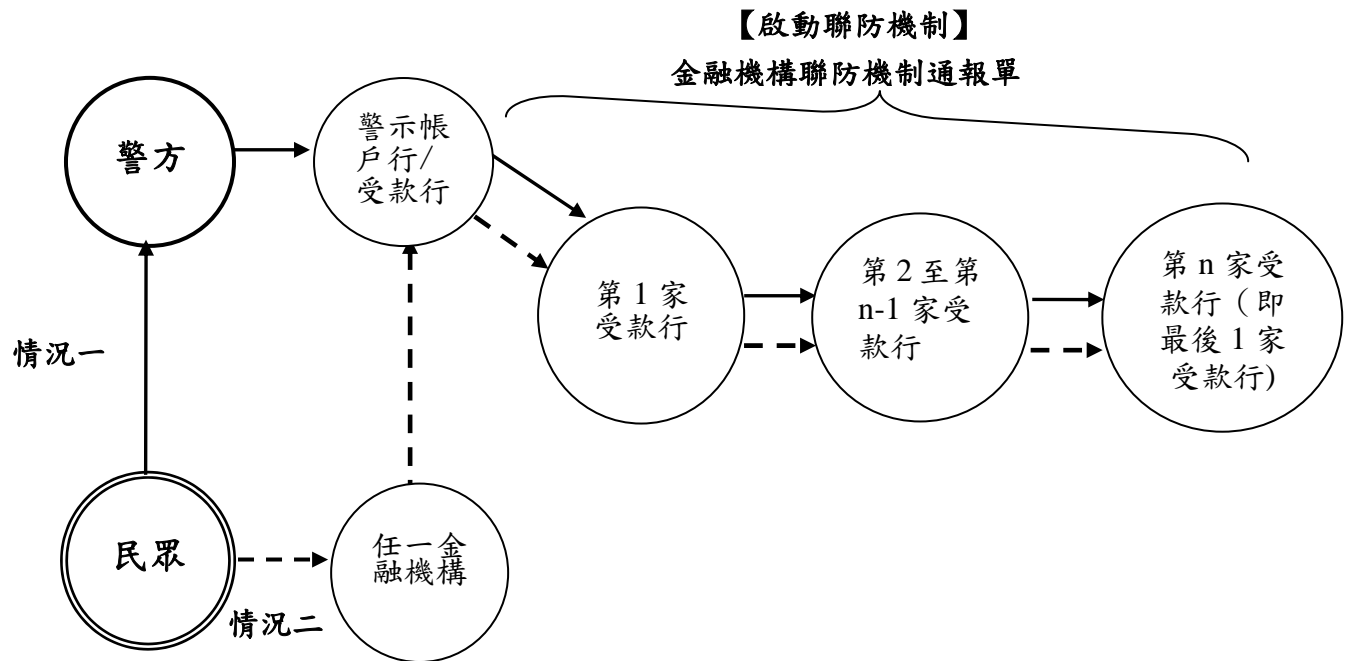 【啟動聯防機制】
金融機構聯防機制通報單
警方
警示帳
戶行/
受款行
第 1 家
受款行
第 2 至第
n-1 家受
款行
第 n 家受
款行（即
最後 1 家
受款行)
情況一
民眾
情況二
任一金
融機構